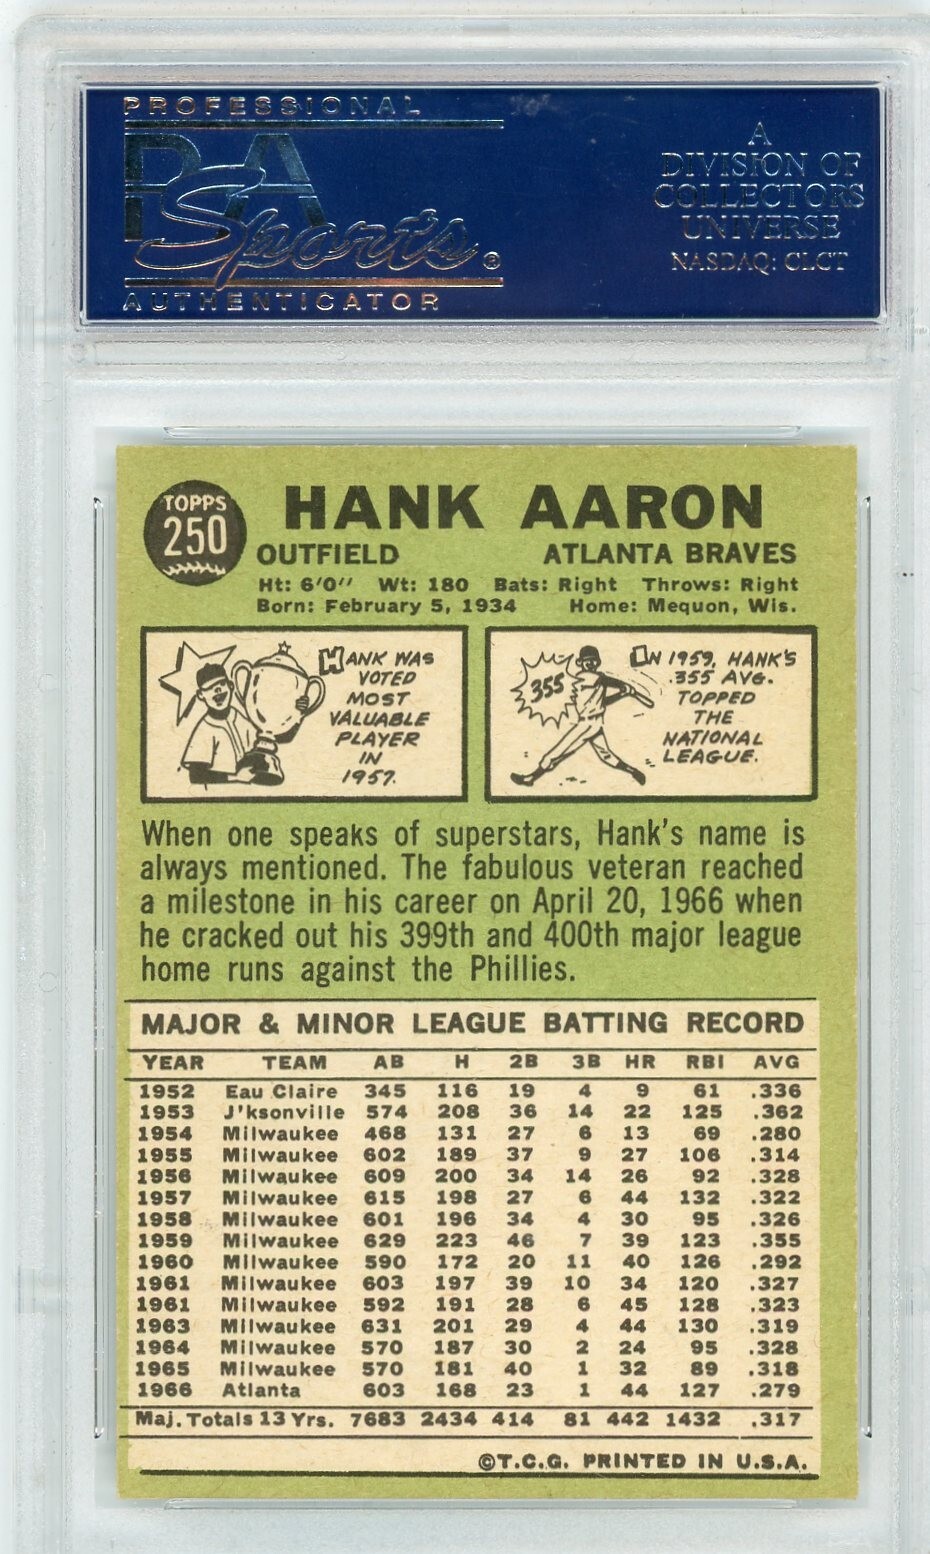 PROFESSIONAL
PSA
Sports®
AUTHENTICATOR
A
DIVISION OF
COLLECTORS
UNIVERSE
NASDAQ: CLCT
TOPPS
250
HANK AARON
OUTFIELD ATLANTA BRAVES
Ht: 6'0" Wt: 180 Bats: Right Throws: Right
Born: February 5, 1934 Home: Mequon, Wis.
HANK WAS
VOTED
MOST
VALUABLE
PLAYER
IN
1957.
355
IN 1959, HANK'S
.355 AVG.
TOPPED
THE
NATIONAL
LEAGUE.
When one speaks of superstars, Hank's name is
always mentioned. The fabulous veteran reached
a milestone in his career on April 20, 1966 when
he cracked out his 399th and 400th major league
home runs against the Phillies.
MAJOR & MINOR LEAGUE BATTING RECORD
YEAR TEAM AB H 2B 3B HR RBI AVG
1952 Eau Claire 345 116 19 4 9 61 .336
1953 J'ksonville 574 208 36 14 22 125 .362
1954 Milwaukee 468 131 27 6 13 69 .280
1955 Milwaukee 602 189 37 9 27 106 .314
1956 Milwaukee 609 200 34 14 26 92 .328
1957 Milwaukee 615 198 27 6 44 132 .322
1958 Milwaukee 601 196 34 4 30 95 .326
1959 Milwaukee 629 223 46 7 39 123 .355
1960 Milwaukee 590 172 20 11 40 126 .292
1961 Milwaukee 603 197 39 10 34 120 .327
1961 Milwaukee 592 191 28 6 45 128 .323
1963 Milwaukee 631 201 29 4 44 130 .319
1964 Milwaukee 570 187 30 2 24 95 .328
1965 Milwaukee 570 181 40 1 32 89 .318
1966 Atlanta 603 168 23 1 44 127 .279
Maj. Totals 13 Yrs. 7683 2434 414 81 442 1432 .317
©T.C.G. PRINTED IN U.S.A.